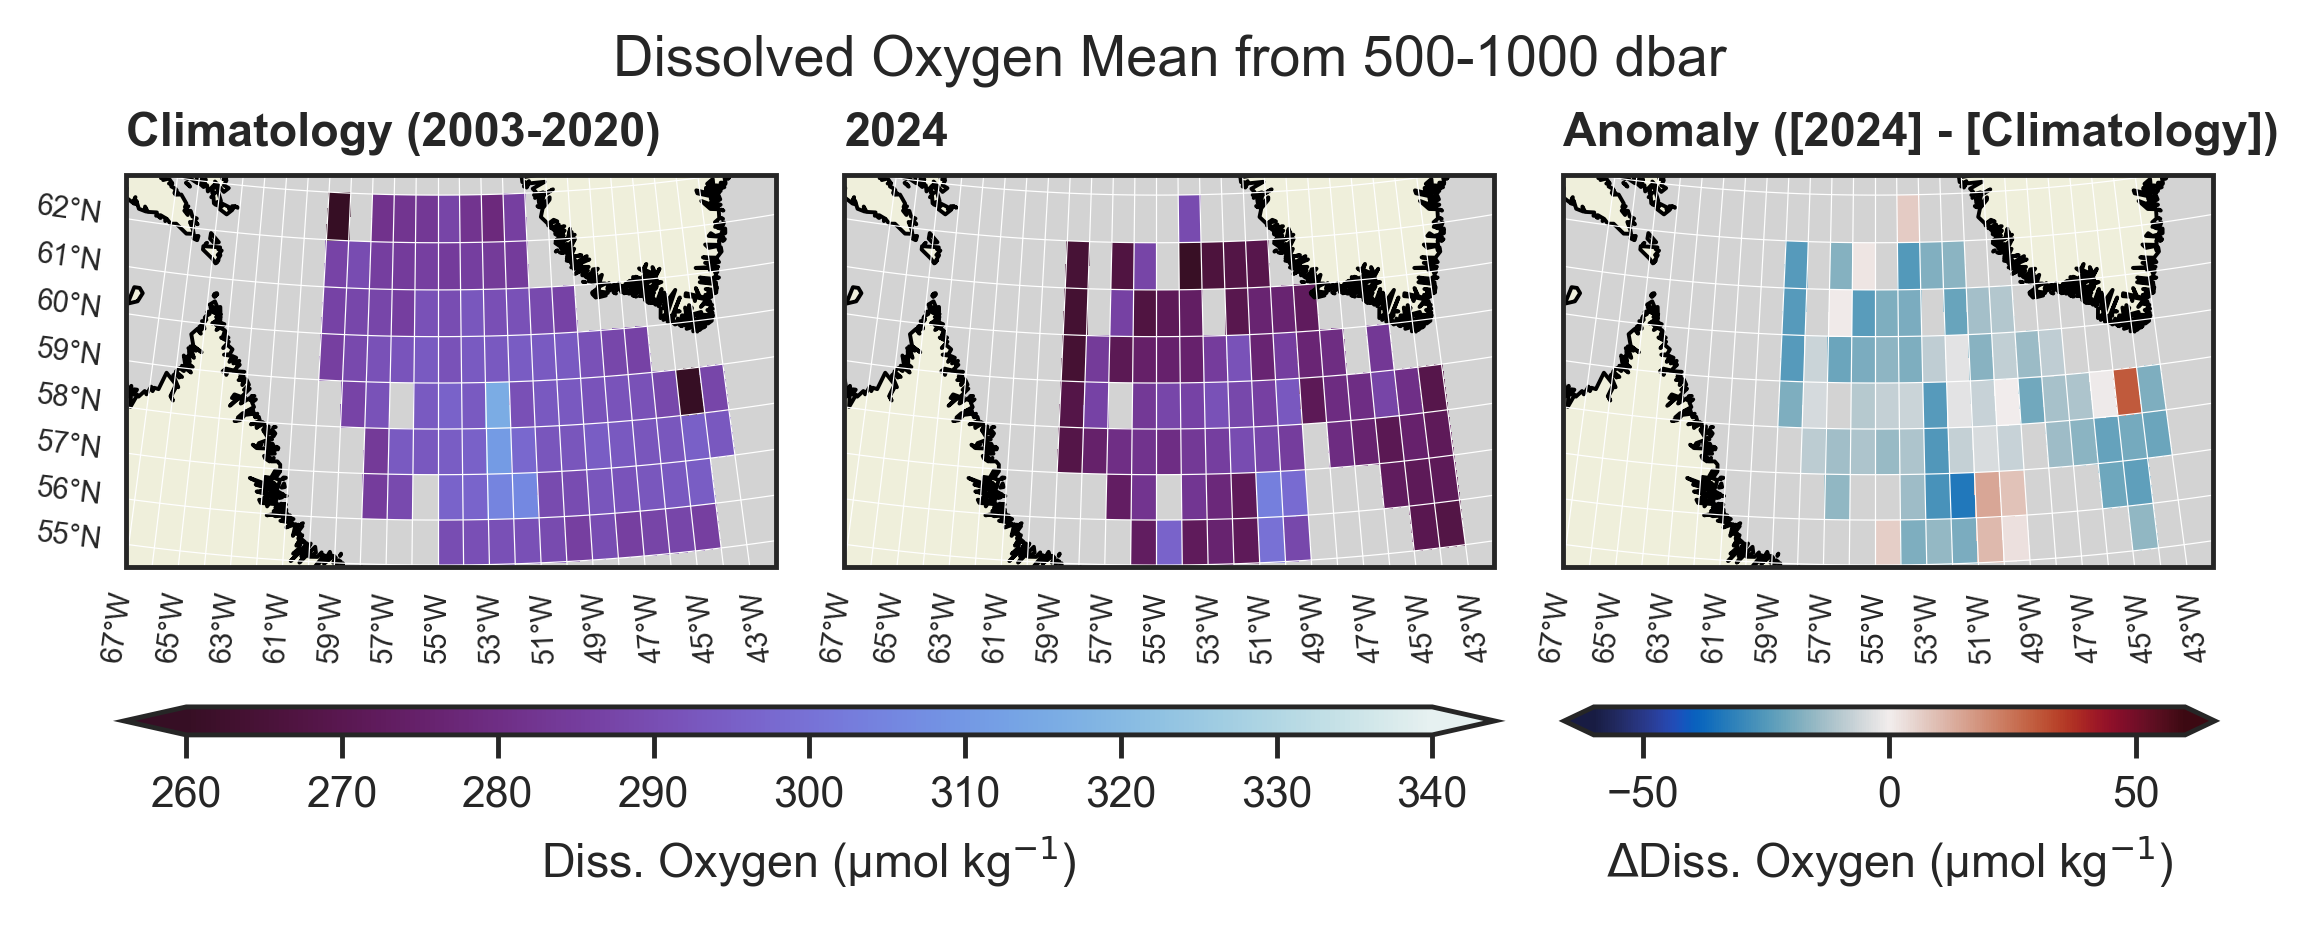 Dissolved Oxygen Mean from 500-1000 dbar
Climatology (2003-2020)
2024
Anomaly ([2024] - [Climatology])
62°N
61°N
60°N
59°N
58°N
57°N
56°N
55°N
67°W 65°W 63°W 61°W 59°W 57°W 55°W 53°W 51°W 49°W 47°W 45°W 43°W
67°W 65°W 63°W 61°W 59°W 57°W 55°W 53°W 51°W 49°W 47°W 45°W 43°W
67°W 65°W 63°W 61°W 59°W 57°W 55°W 53°W 51°W 49°W 47°W 45°W 43°W
260 270 280 290 300 310 320 330 340
Diss. Oxygen (µmol kg⁻¹)
−50 0 50
ΔDiss. Oxygen (µmol kg⁻¹)